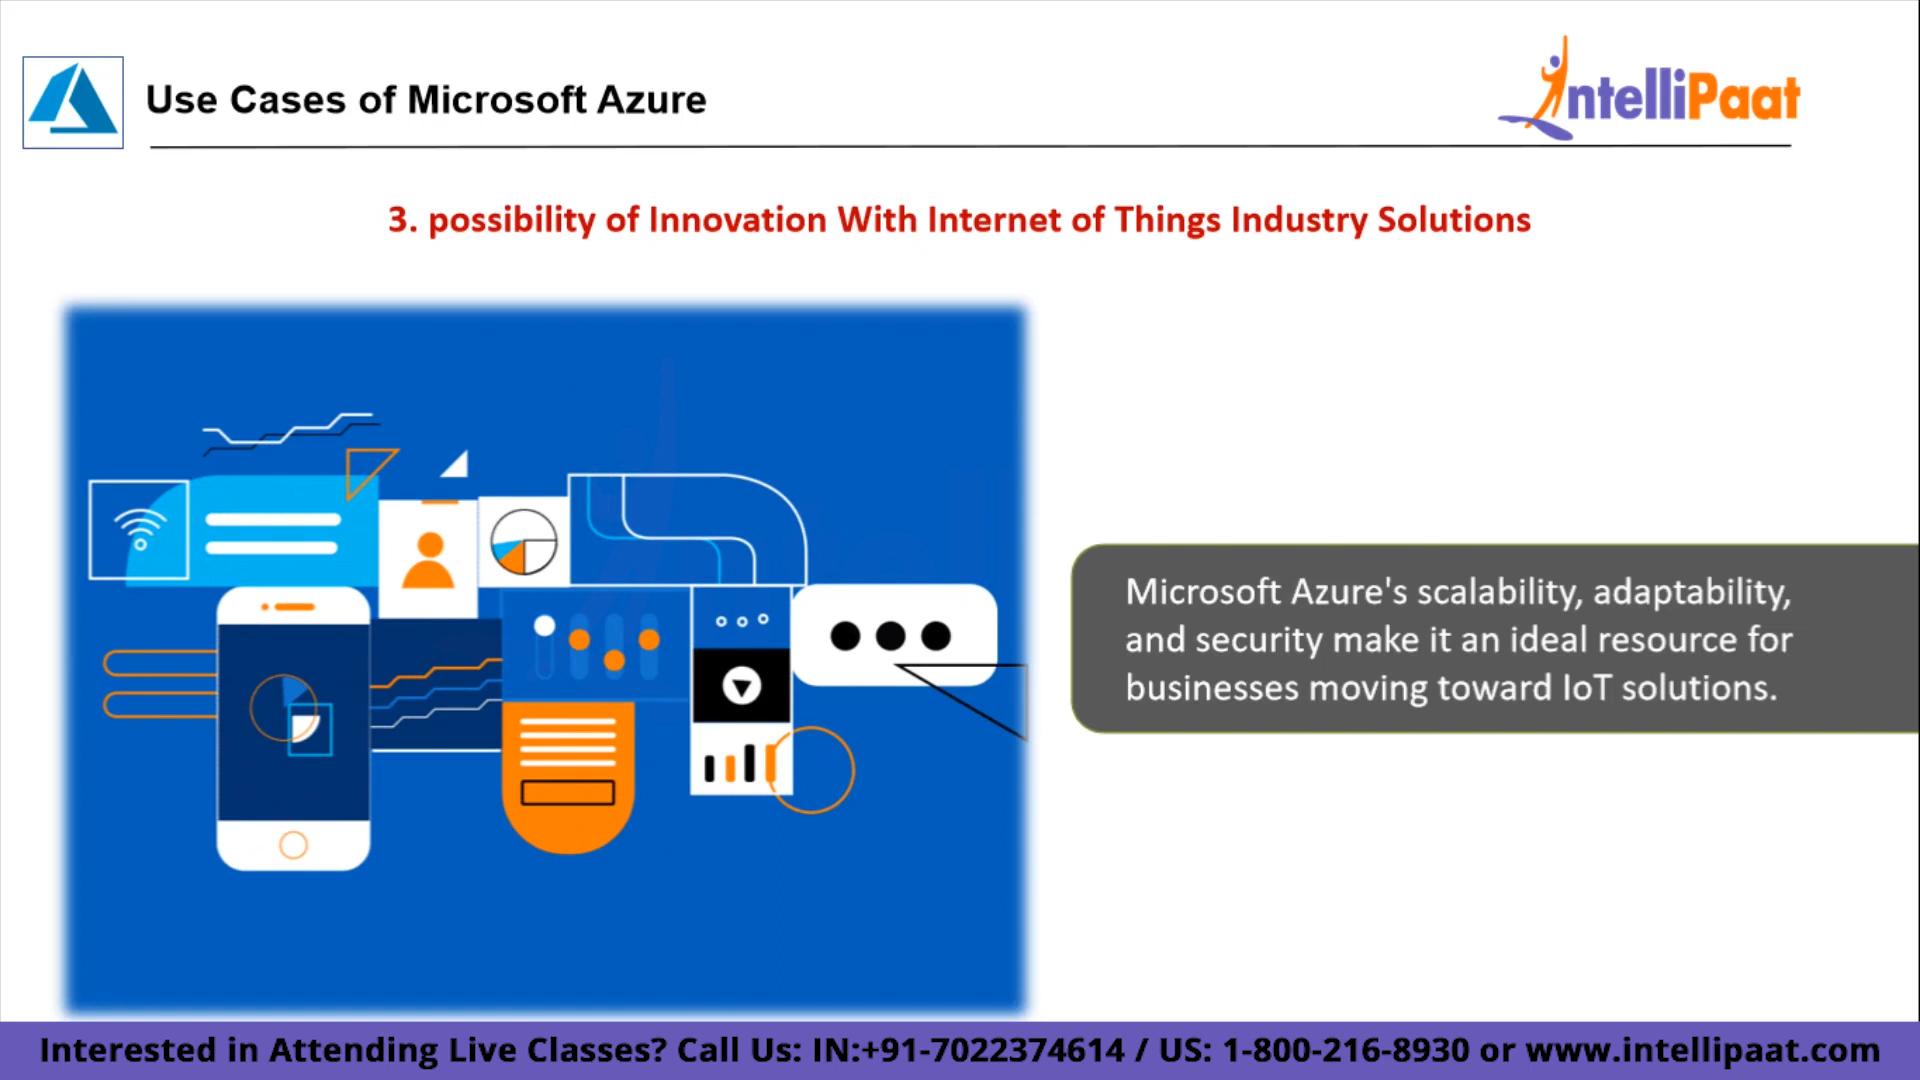 Use Cases of Microsoft Azure
IntelliPaat
3. possibility of Innovation With Internet of Things Industry Solutions
Microsoft Azure's scalability, adaptability,
and security make it an ideal resource for
businesses moving toward IoT solutions.
Interested in Attending Live Classes? Call Us: IN:+91-7022374614 / US: 1-800-216-8930 or www.intellipaat.com